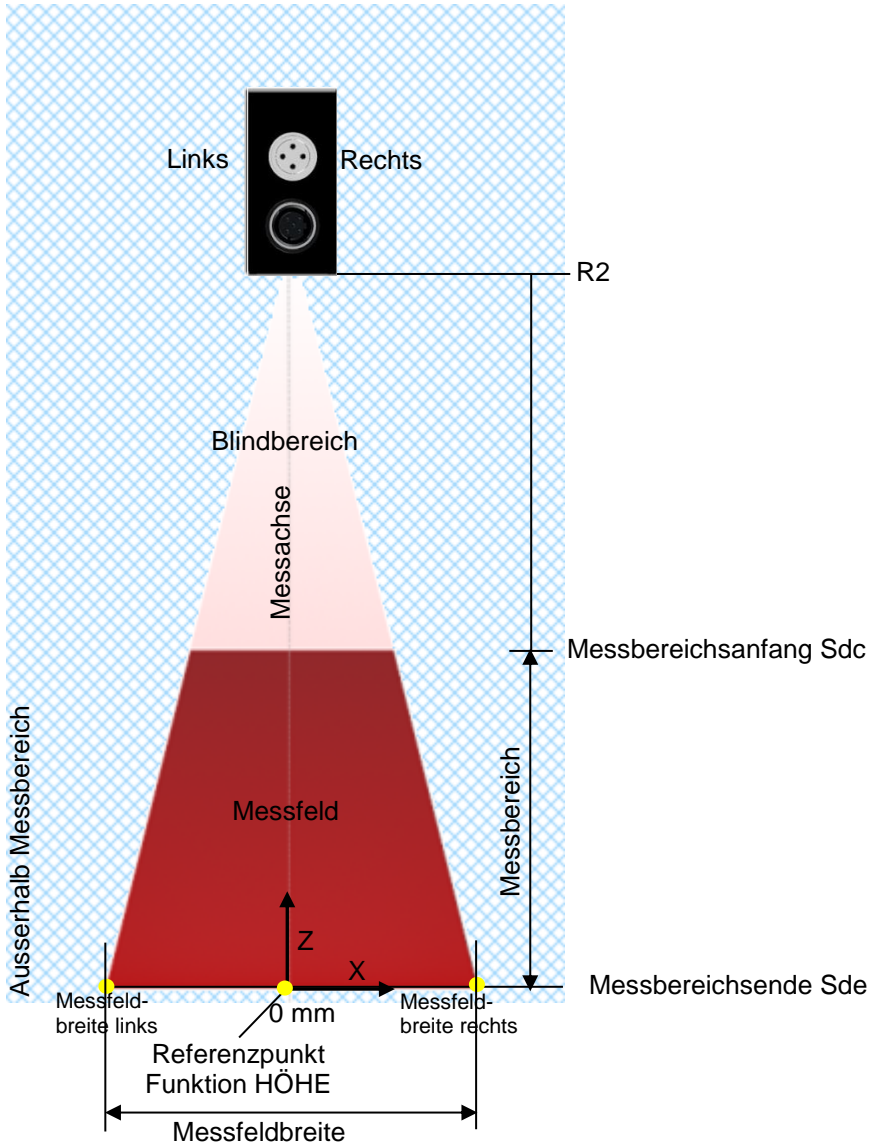 Links
Rechts
R2
Blindbereich
Messachse
Messbereichsanfang Sdc
Ausserhalb Messbereich
Messfeld
Messbereich
Z
X
Messbereichsende Sde
Messfeld-
breite links
0 mm
Messfeld-
breite rechts
Referenzpunkt
Funktion HÖHE
Messfeldbreite